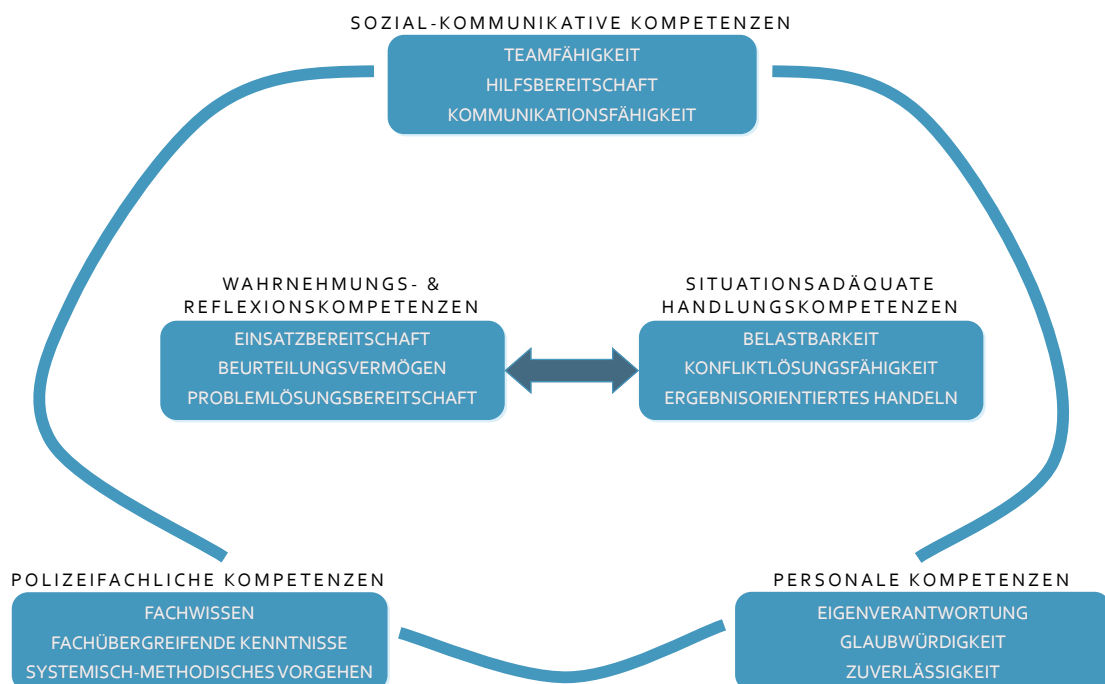 SOZIAL-KOMMUNIKATIVE KOMPETENZEN
TEAMFÄHIGKEIT
HILFSBEREITSCHAFT
KOMMUNIKATIONSFÄHIGKEIT
WAHRNEHMUNGS- &
REFLEXIONSKOMPETENZEN
EINSATZBEREITSCHAFT
BEURTEILUNGSVERMÖGEN
PROBLEMLÖSUNGSBEREITSCHAFT
SITUATIONSADÄQUATE
HANDLUNGSKOMPETENZEN
BELASTBARKEIT
KONFLIKTLÖSUNGSFÄHIGKEIT
ERGEBNISORIENTIERTES HANDELN
POLIZEIFACHLICHE KOMPETENZEN
FACHWISSEN
FACHÜBERGREIFENDE KENNTNISSE
SYSTEMISCH-METHODISCHES VORGEHEN
PERSONALE KOMPETENZEN
EIGENVERANTWORTUNG
GLAUBWÜRDIGKEIT
ZUVERLÄSSIGKEIT